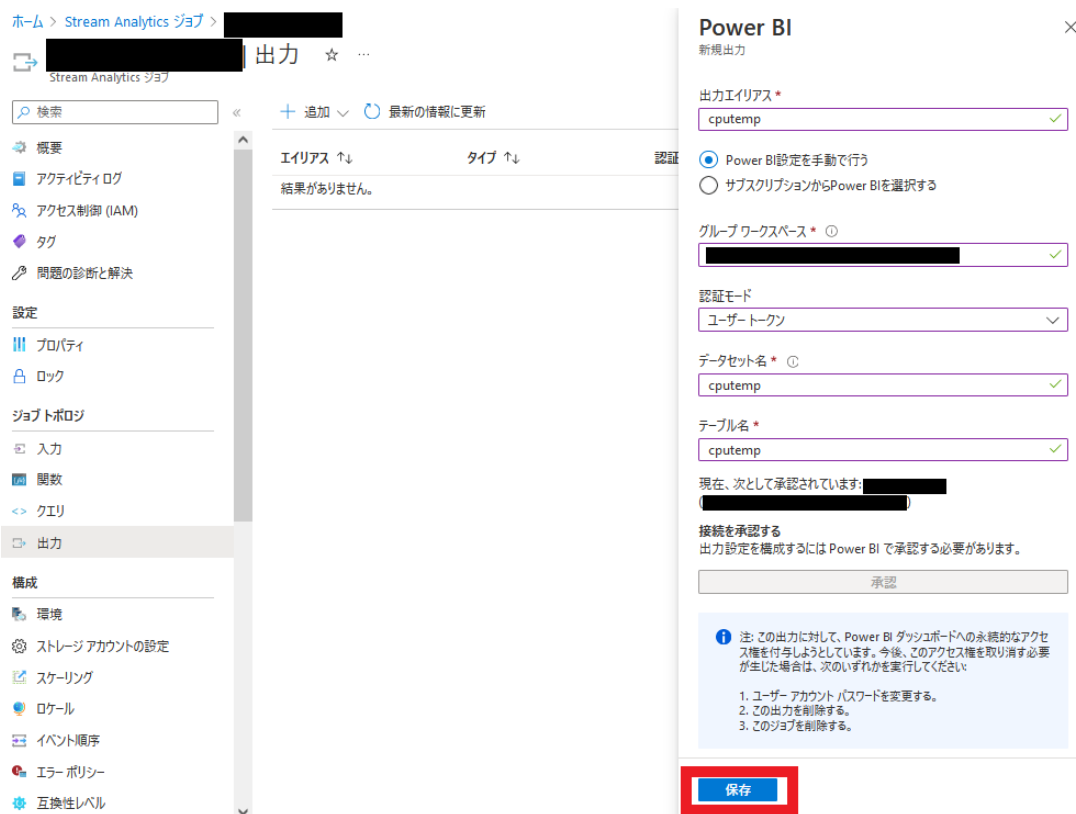 ホーム > Stream Analytics ジョブ >
| 出力 ☆ …
Stream Analytics ジョブ
検索
«
概要
アクティビティ ログ
アクセス制御 (IAM)
タグ
問題の診断と解決
設定
プロパティ
ロック
ジョブ トポロジ
入力
関数
クエリ
出力
構成
環境
ストレージ アカウントの設定
スケーリング
ロケール
イベント順序
エラー ポリシー
互換性レベル
+ 追加 最新の情報に更新
エイリアス ↑↓ タイプ ↑↓ 認証
結果がありません。
Power BI
新規出力
出力エイリアス *
cputemp
Power BI設定を手動で行う
サブスクリプションからPower BIを選択する
グループ ワークスペース *
認証モード
ユーザー トークン
データセット名 *
cputemp
テーブル名 *
cputemp
現在、次として承認されています:
( )
接続を承認する
出力設定を構成するには Power BI で承認する必要があります。
承認
注: この出力に対して、Power BI ダッシュボードへの永続的なアクセ
ス権を付与しようとしています。今後、このアクセス権を取り消す必要
が生じた場合は、次のいずれかを実行してください:
1. ユーザー アカウント パスワードを変更する。
2. この出力を削除する。
3. このジョブを削除する。
保存